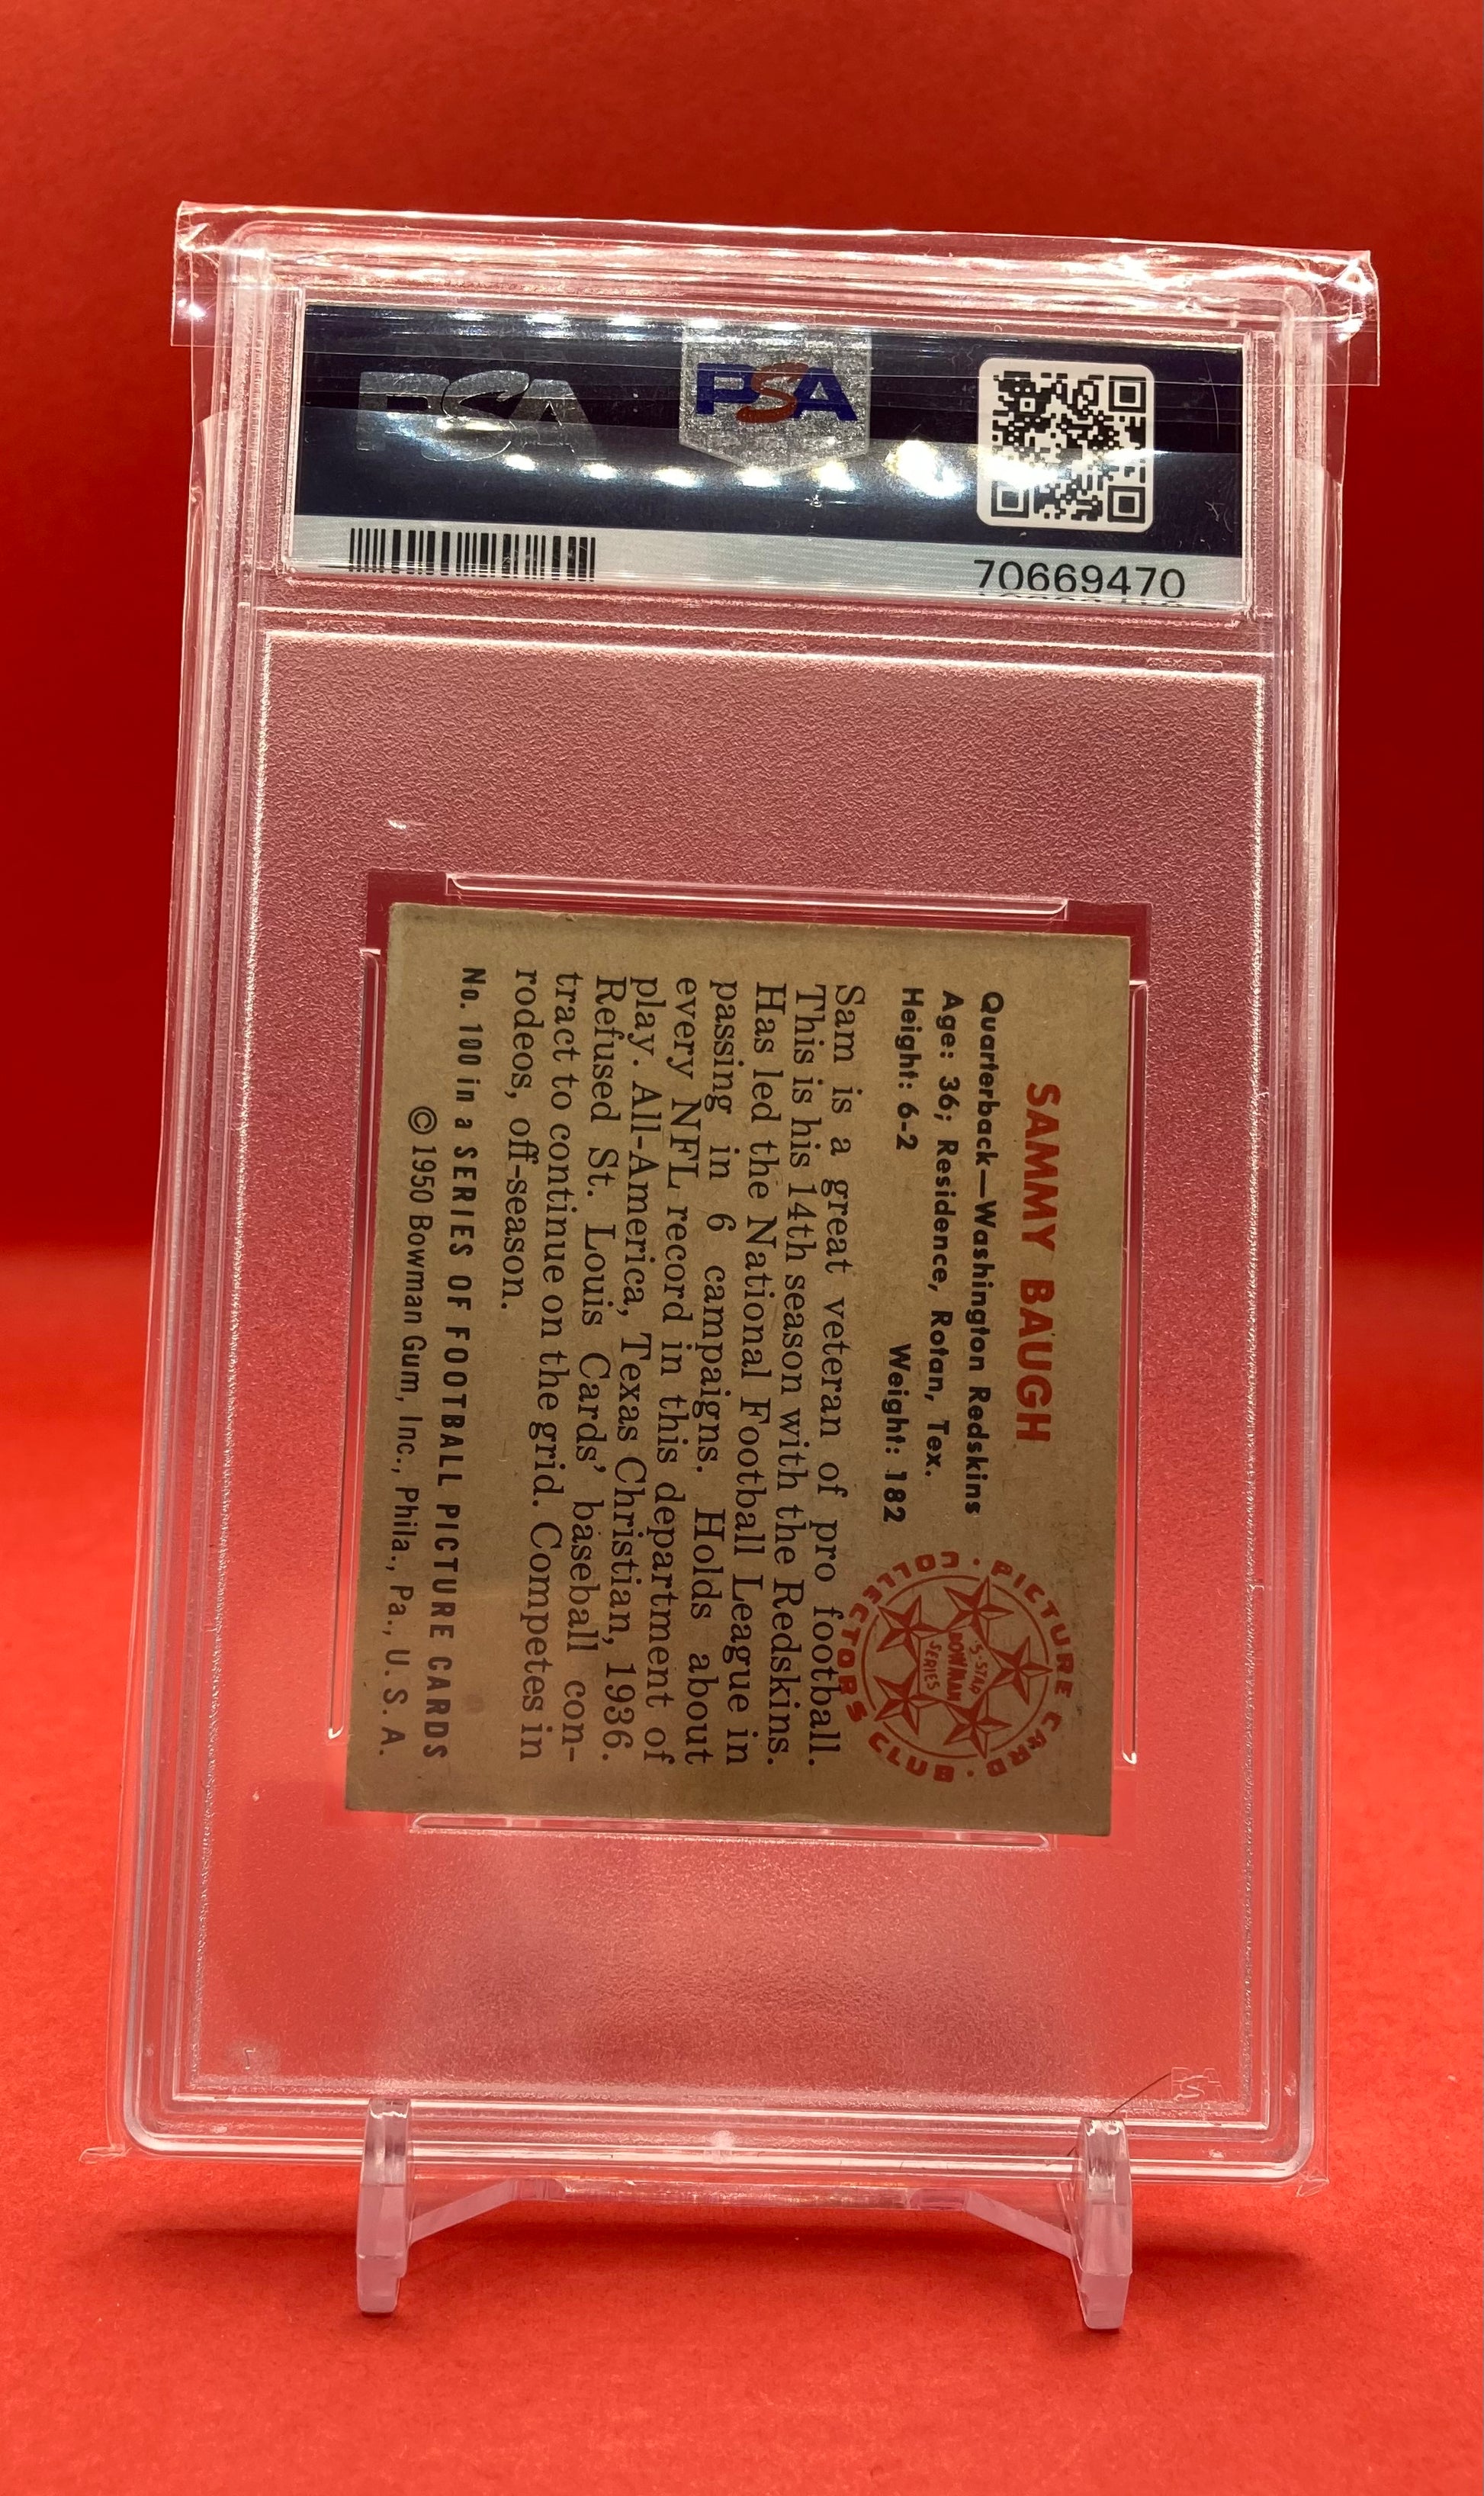 PSA
PSA
70669470
SAMMY BAUGH
Quarterback—Washington Redskins
Age: 36; Residence, Rotan, Tex.
Height: 6-2 Weight: 182
PICTURE CARD COLLECTORS CLUB
5-STAR
BOWMAN
SERIES
Sam is a great veteran of pro football.
This is his 14th season with the Redskins.
Has led the National Football League in
passing in 6 campaigns. Holds about
every NFL record in this department of
play. All-America, Texas Christian, 1936.
Refused St. Louis Cards' baseball con-
tract to continue on the grid. Competes in
rodeos, off-season.
No. 100 in a SERIES OF FOOTBALL PICTURE CARDS
© 1950 Bowman Gum, Inc., Phila., Pa., U. S. A.